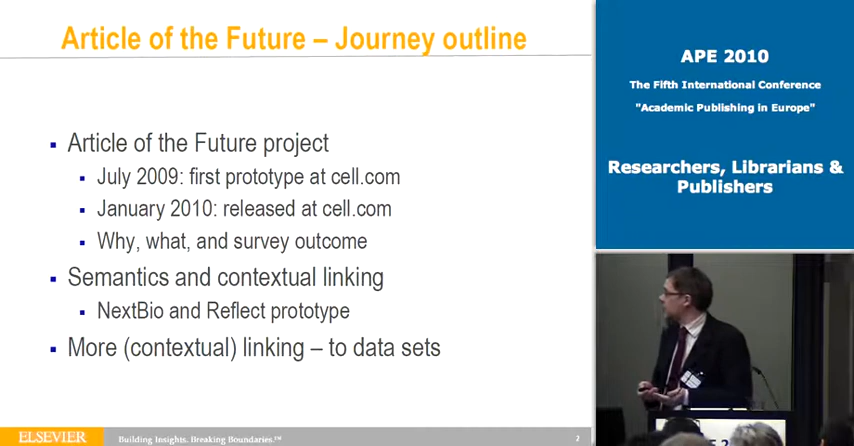 Article of the Future – Journey outline
Article of the Future project
July 2009: first prototype at cell.com
January 2010: released at cell.com
Why, what, and survey outcome
Semantics and contextual linking
NextBio and Reflect prototype
More (contextual) linking – to data sets
ELSEVIER
Building Insights. Breaking Boundaries.™
2
APE 2010
The Fifth International Conference
"Academic Publishing in Europe"
Researchers, Librarians &
Publishers